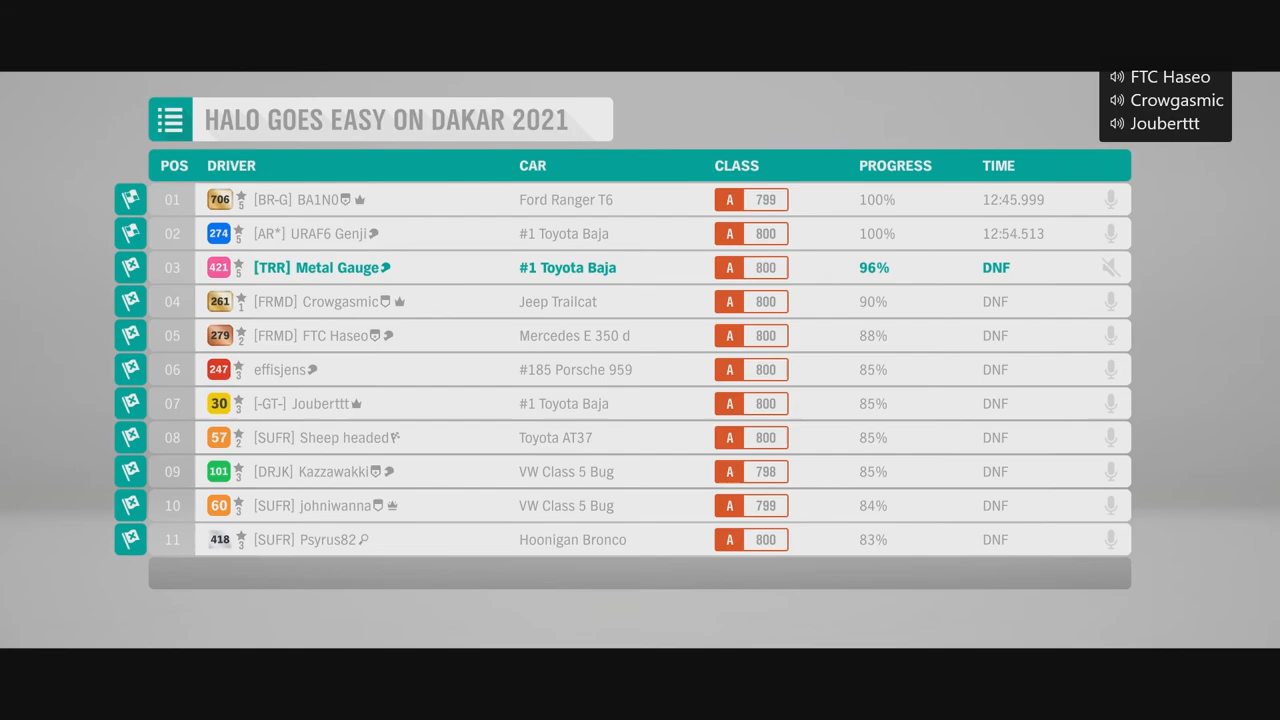 FTC Haseo
Crowgasmic
Jouberttt
HALO GOES EASY ON DAKAR 2021
POS DRIVER CAR CLASS PROGRESS TIME
01 706 5 [BR-G] BA1N0 Ford Ranger T6 A 799 100% 12:45.999
02 274 5 [AR*] URAF6 Genji #1 Toyota Baja A 800 100% 12:54.513
03 421 5 [TRR] Metal Gauge #1 Toyota Baja A 800 96% DNF
04 261 1 [FRMD] Crowgasmic Jeep Trailcat A 800 90% DNF
05 279 2 [FRMD] FTC Haseo Mercedes E 350 d A 800 88% DNF
06 247 3 effisjens #185 Porsche 959 A 800 85% DNF
07 30 3 [-GT-] Jouberttt #1 Toyota Baja A 800 85% DNF
08 57 2 [SUFR] Sheep headed Toyota AT37 A 800 85% DNF
09 101 3 [DRJK] Kazzawakki VW Class 5 Bug A 798 85% DNF
10 60 3 [SUFR] johniwanna VW Class 5 Bug A 799 84% DNF
11 418 3 [SUFR] Psyrus82 Hoonigan Bronco A 800 83% DNF